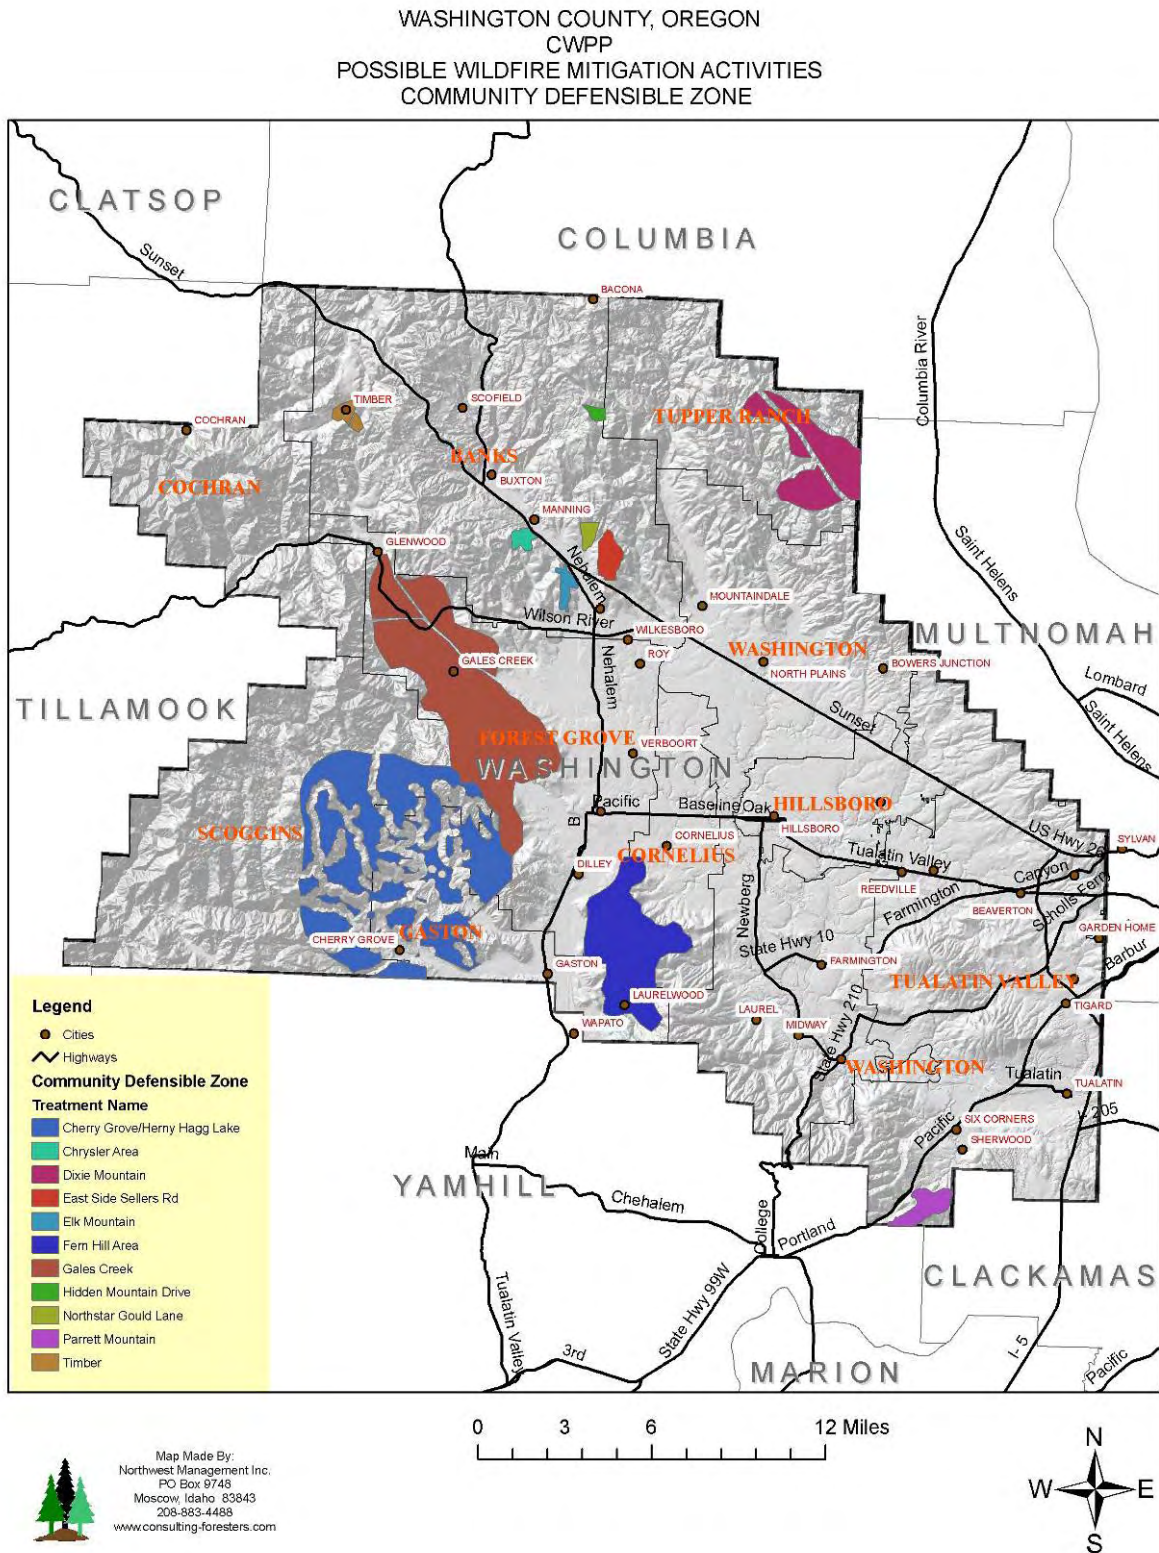 WASHINGTON COUNTY, OREGON
CWPP
POSSIBLE WILDFIRE MITIGATION ACTIVITIES
COMMUNITY DEFENSIBLE ZONE
CLATSOP
COLUMBIA
Sunset
BACONA
Columbia River
TIMBER
SCOFIELD
TUPPER RANCH
COCHRAN
BANKS
BUXTON
COCHRAN
MANNING
GLENWOOD
Nehalem
Saint Helens
MOUNTAINDALE
Wilson River
WILKESBORO
MULTNOMAH
WASHINGTON
ROY
GALES CREEK
NORTH PLAINS
BOWERS JUNCTION
Nehalem
Lombard
TILLAMOOK
Sunset
Saint Helens
FOREST GROVE
VERBOORT
WASHINGTON
Pacific
Baseline
Oak
HILLSBORO
B
HILLSBORO
US Hwy 26
SCOGGINS
CORNELIUS
SYLVAN
CORNELIUS
Tualatin Valley
DILLEY
Canyon
REEDVILLE
Farmington
Scholls Ferry
BEAVERTON
Newberg
GARDEN HOME
GASTON
CHERRY GROVE
State Hwy 10
Barbur
GASTON
FARMINGTON
TUALATIN VALLEY
LAURELWOOD
State Hwy 210
TIGARD
LAUREL
WAPATO
MIDWAY
WASHINGTON
Tualatin
TUALATIN
I- 205
Pacific
SIX CORNERS
SHERWOOD
Main
YAMHILL
Chehalem
College
Portland
CLACKAMAS
Tualatin Valley
State Hwy 99W
3rd
MARION
I- 5
Pacific
Legend
Cities
Highways
Community Defensible Zone
Treatment Name
Cherry Grove/Herny Hagg Lake
Chrysler Area
Dixie Mountain
East Side Sellers Rd
Elk Mountain
Fern Hill Area
Gales Creek
Hidden Mountain Drive
Northstar Gould Lane
Parrett Mountain
Timber
0 3 6 12 Miles
Map Made By:
Northwest Management Inc.
PO Box 9748
Moscow, Idaho 83843
208-883-4488
www.consulting-foresters.com
N
W E
S